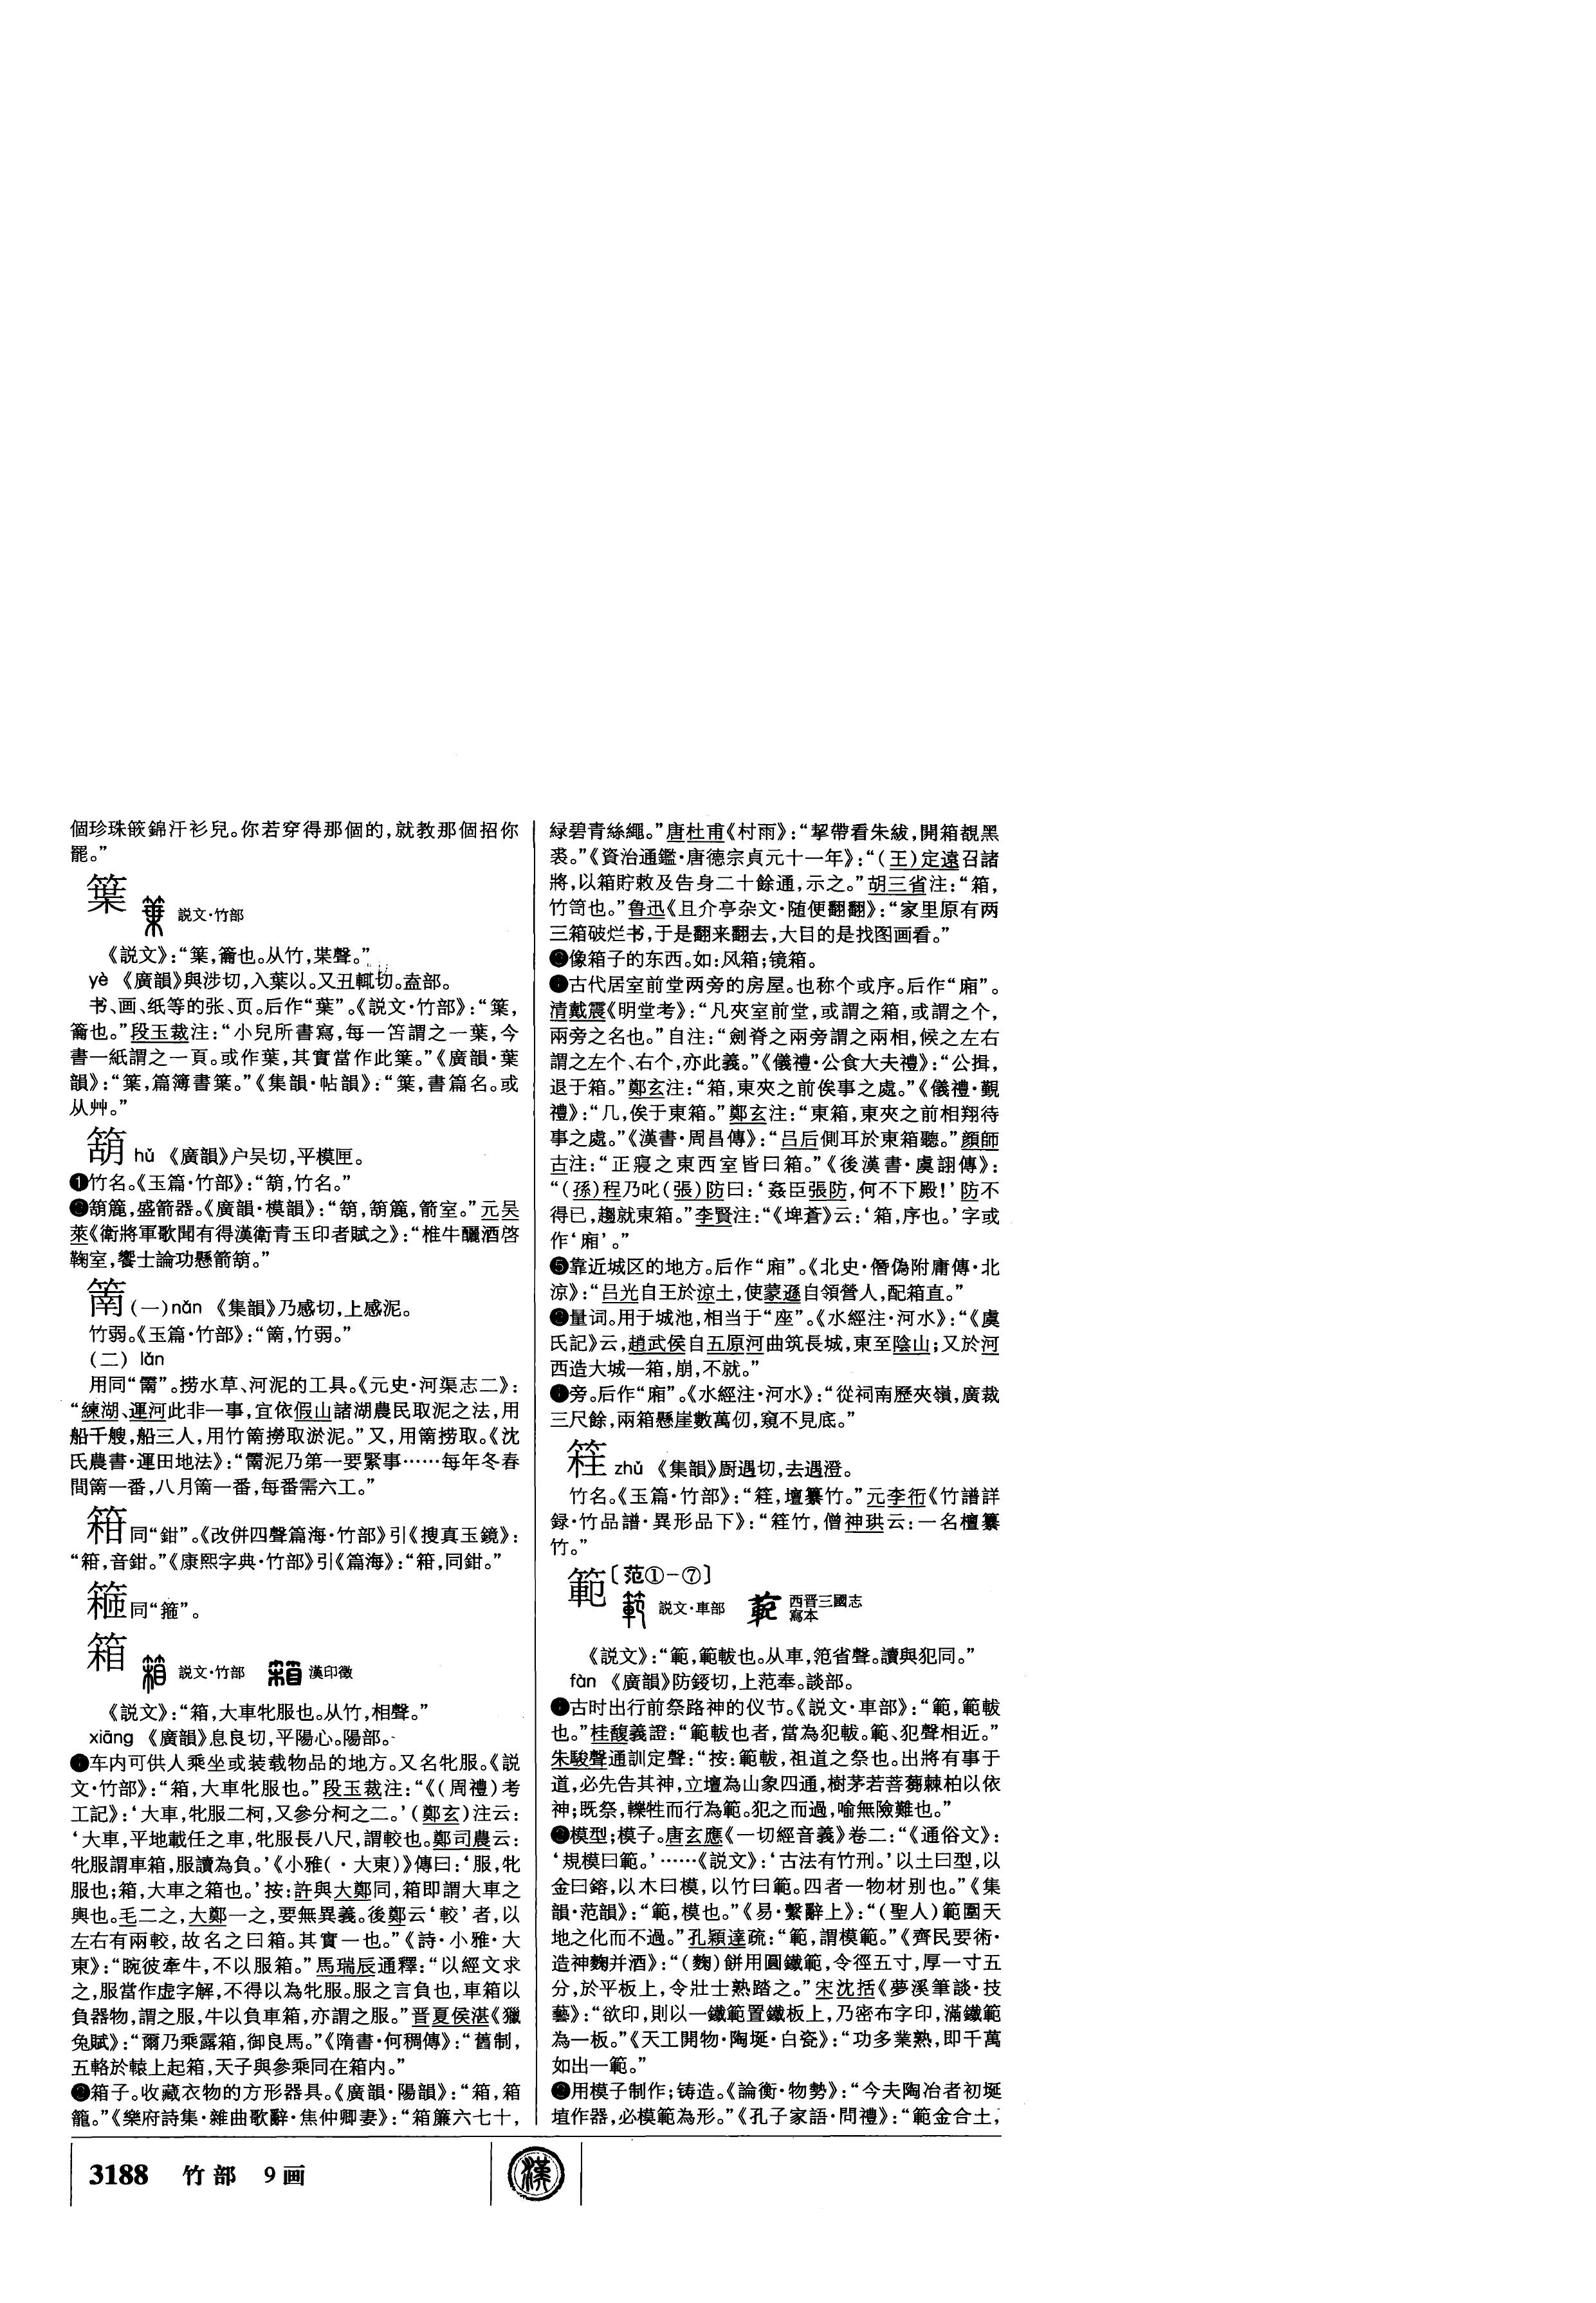 個珍珠篏錦汗衫兒。你若穿得那個的，就教那個招你
罷。”
䈎
説文·竹部
《説文》：“䈎，籥也。从竹，枼聲。”
yè 《廣韻》與涉切，入葉以。又丑輒切。盍部。
书、画、纸等的张、页。后作“葉”。《説文·竹部》：“䈎，
籥也。”段玉裁注：“小兒所書寫，每一笘謂之一葉，今
書一紙謂之一頁。或作葉，其實當作此䈎。”《廣韻·葉
韻》：“䈎，篇簿書䈎。”《集韻·帖韻》：“䈎，書篇名。或
从艸。”
箶 hǔ 《廣韻》户吴切，平模匣。
❶竹名。《玉篇·竹部》：“箶，竹名。”
❷箶簏，盛箭器。《廣韻·模韻》：“箶，箶簏，箭室。”元吴
萊《衛將軍歌聞有得漢衛青玉印者賦之》：“椎牛釃酒啓
鞠室，饗士論功懸箭箶。”
䈒（一）nǎn 《集韻》乃感切，上感泥。
竹弱。《玉篇·竹部》：“䈒，竹弱。”
（二）lǎn
用同“䉡”。捞水草、河泥的工具。《元史·河渠志二》：
“練湖、運河此非一事，宜依假山諸湖農民取泥之法，用
船千艘，船三人，用竹䈒撈取淤泥。”又，用䈒捞取。《沈
氏農書·運田地法》：“䉡泥乃第一要緊事……每年冬春
間䈒一番，八月䈒一番，每番需六工。”
同“鉗”。《改併四聲篇海·竹部》引《搜真玉鏡》：
音鉗。”《康熙字典·竹部》引《篇海》：同鉗。”
同“箍”。
箱
説文·竹部 漢印徵
《説文》：“箱，大車牝服也。从竹，相聲。”
xiāng 《廣韻》息良切，平陽心。陽部。
❶车内可供人乘坐或装载物品的地方。又名牝服。《説
文·竹部》：“箱，大車牝服也。”段玉裁注：“《（周禮）考
工記》：‘大車，牝服二柯，又參分柯之二。’（鄭玄）注云：
‘大車，平地載任之車，牝服長八尺，謂較也。鄭司農云：
牝服謂車箱，服讀為負。’《小雅（·大東）》傳曰：‘服，牝
服也；箱，大車之箱也。’按：許與大鄭同，箱即謂大車之
輿也。毛二之，大鄭一之，要無異義。後鄭云‘較’者，以
左右有兩較，故名之曰箱。其實一也。”《詩·小雅·大
東》：“睆彼牽牛，不以服箱。”馬瑞辰通釋：“以經文求
之，服當作虚字解，不得以為牝服。服之言負也，車箱以
負器物，謂之服，牛以負車箱，亦謂之服。”晋夏侯湛《獵
兔賦》：“爾乃乘露箱，御良馬。”《隋書·何稠傳》：“舊制，
五輅於轅上起箱，天子與參乘同在箱内。”
❷箱子。收藏衣物的方形器具。《廣韻·陽韻》：“箱，箱
籠。”《樂府詩集·雜曲歌辭·焦仲卿妻》：“箱簾六七十，
緑碧青絲繩。”唐杜甫《村雨》：“挈帶看朱紱，開箱覩黑
裘。”《資治通鑑·唐德宗貞元十一年》：“（王）定遠召諸
將，以箱貯敕及告身二十餘通，示之。”胡三省注：“箱，
竹笥也。”鲁迅《且介亭杂文·随便翻翻》：“家里原有两
三箱破烂书，于是翻来翻去，大目的是找图画看。”
❸像箱子的东西。如：风箱；镜箱。
❹古代居室前堂两旁的房屋。也称个或序。后作“廂”。
清戴震《明堂考》：“凡夾室前堂，或謂之箱，或謂之个，
兩旁之名也。”自注：“劍脊之兩旁謂之兩相，候之左右
謂之左个、右个，亦此義。”《儀禮·公食大夫禮》：“公揖，
退于箱。”鄭玄注：“箱，東夾之前俟事之處。”《儀禮·覲
禮》：“几，俟于東箱。”鄭玄注：“東箱，東夾之前相翔待
事之處。”《漢書·周昌傳》：“吕后側耳於東箱聽。”顔師
古注：“正寢之東西室皆曰箱。”《後漢書·虞詡傳》：
“（孫）程乃叱（張）防曰：‘姦臣張防，何不下殿！’防不
得已，趨就東箱。”李賢注：“《埤蒼》云：‘箱，序也。’字或
作‘廂’。”
❺靠近城区的地方。后作“廂”。《北史·僭偽附庸傳·北
涼》：“吕光自王於涼土，使蒙遜自領營人，配箱直。”
❻量词。用于城池，相当于“座”。《水經注·河水》：“《虞
氏記》云，趙武侯自五原河曲筑長城，東至陰山；又於河
西造大城一箱，崩，不就。”
❼旁。后作“廂”。《水經注·河水》：“從祠南歷夾嶺，廣裁
三尺餘，兩箱懸崖數萬仞，窺不見底。”
zhǔ 《集韻》厨遇切，去遇澄。
竹名。《玉篇·竹部》：壇纂竹。”元李衎《竹譜詳
録·竹品譜·異形品下》：竹，僧神珙云：一名檀纂
竹。”
範〔范①-⑦〕
説文·車部 西晋三國志寫本
《説文》：“範，範軷也。从車，笵省聲。讀與犯同。”
fàn 《廣韻》防錽切，上范奉。談部。
❶古时出行前祭路神的仪节。《説文·車部》：“範，範軷
也。”桂馥義證：“範軷也者，當為犯軷。範、犯聲相近。”
朱駿聲通訓定聲：“按：範軷，祖道之祭也。出將有事于
道，必先告其神，立壇為山象四通，樹茅若菩蒭棘柏以依
神；既祭，轢牲而行為範。犯之而過，喻無險難也。”
❷模型；模子。唐玄應《一切經音義》卷二：“《通俗文》：
‘規模曰範。’……《説文》：‘古法有竹刑。’以土曰型，以
金曰鎔，以木曰模，以竹曰範。四者一物材别也。”《集
韻·范韻》：“範，模也。”《易·繫辭上》：“（聖人）範圍天
地之化而不過。”孔穎達疏：“範，謂模範。”《齊民要術·
造神麴并酒》：“（麴）餅用圓鐵範，令徑五寸，厚一寸五
分，於平板上，令壯士熟踏之。”宋沈括《夢溪筆談·技
藝》：“欲印，則以一鐵範置鐵板上，乃密布字印，滿鐵範
為一板。”《天工開物·陶埏·白瓷》：“功多業熟，即千萬
如出一範。”
❸用模子制作；铸造。《論衡·物勢》：“今夫陶冶者初埏
埴作器，必模範為形。”《孔子家語·問禮》：“範金合土，
3188 竹部 9画
漢